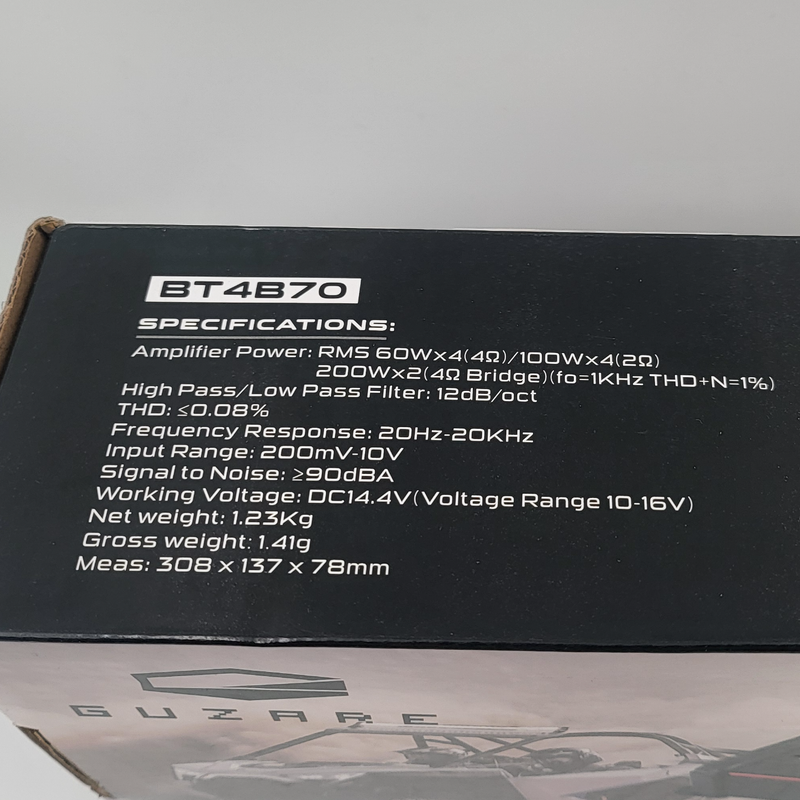 BT4B70
SPECIFICATIONS:
Amplifier Power: RMS 60Wx4(4Ω)/100Wx4(2Ω)
200Wx2(4Ω Bridge)(fo=1KHz THD+N=1%)
High Pass/Low Pass Filter: 12dB/oct
THD: ≤0.08%
Frequency Response: 20Hz-20KHz
Input Range: 200mV-10V
Signal to Noise: ≥90dBA
Working Voltage: DC14.4V(Voltage Range 10-16V)
Net weight: 1.23Kg
Gross weight: 1.41g
Meas: 308 x 137 x 78mm
GUZARE